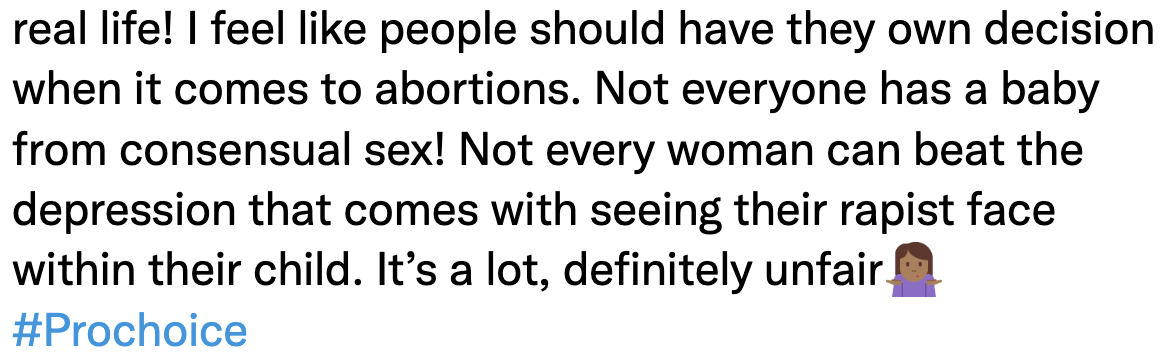 real life! I feel like people should have they own decision
when it comes to abortions. Not everyone has a baby
from consensual sex! Not every woman can beat the
depression that comes with seeing their rapist face
within their child. It’s a lot, definitely unfair🤷🏾‍♀️
#Prochoice